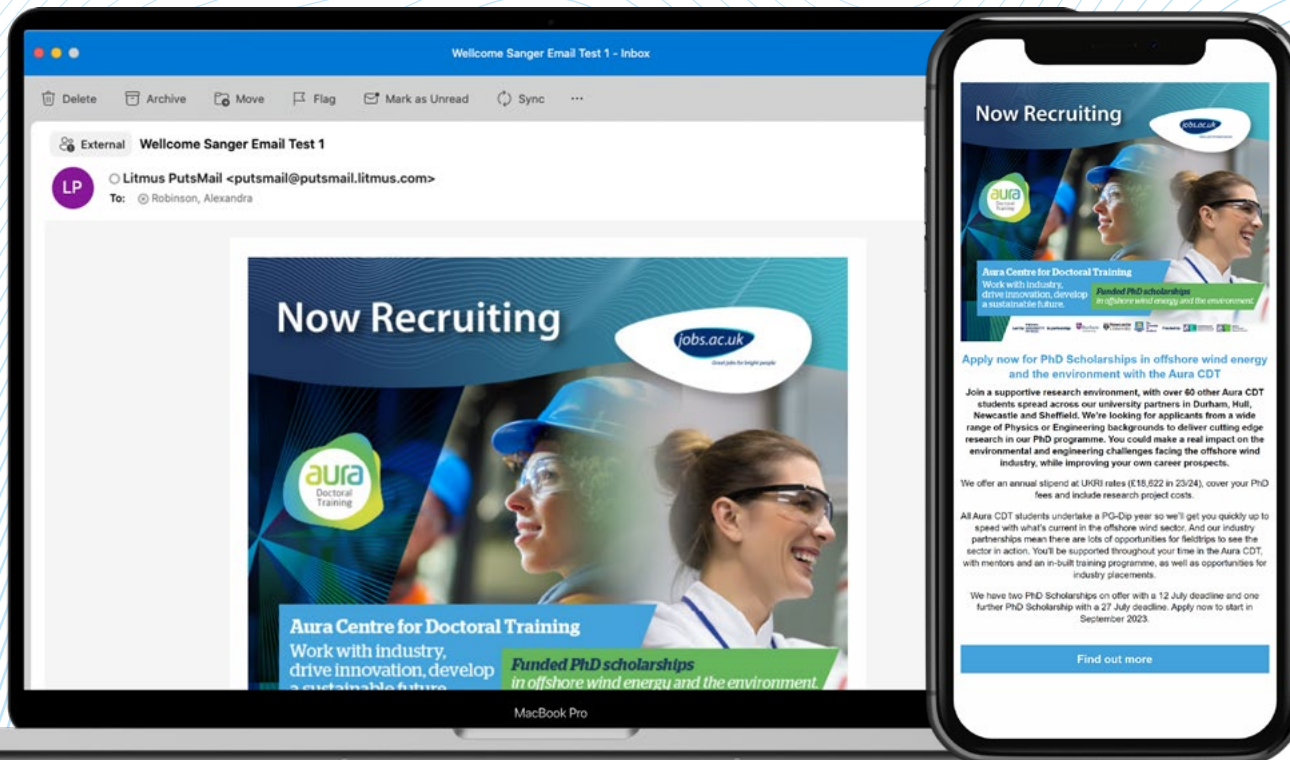 Wellcome Sanger Email Test 1 - Inbox
Delete Archive Move Flag Mark as Unread Sync ...
External Wellcome Sanger Email Test 1
LP
Litmus PutsMail <putsmail@putsmail.litmus.com>
To: Robinson, Alexandra
Now Recruiting
jobs.ac.uk
Great jobs for bright people
aura
Doctoral
Training
Aura Centre for Doctoral Training
Work with industry,
drive innovation, develop
a sustainable future
Funded PhD scholarships
in offshore wind energy and the environment.
MacBook Pro
Now Recruiting
jobs.ac.uk
aura
Doctoral
Training
Aura Centre for Doctoral Training
Work with industry,
drive innovation, develop
a sustainable future.
Funded PhD scholarships
in offshore wind energy and the environment.
Apply now for PhD Scholarships in offshore wind energy
and the environment with the Aura CDT
Join a supportive research environment, with over 60 other Aura CDT
students spread across our university partners in Durham, Hull,
Newcastle and Sheffield. We're looking for applicants from a wide
range of Physics or Engineering backgrounds to deliver cutting edge
research in our PhD programme. You could make a real impact on the
environmental and engineering challenges facing the offshore wind
industry, while improving your own career prospects.
We offer an annual stipend at UKRI rates (£18,622 in 23/24), cover your PhD
fees and include research project costs.
All Aura CDT students undertake a PG-Dip year so we'll get you quickly up to
speed with what's current in the offshore wind sector. And our industry
partnerships mean there are lots of opportunities for fieldtrips to see the
sector in action. You'll be supported throughout your time in the Aura CDT,
with mentors and an in-built training programme, as well as opportunities for
industry placements.
We have two PhD Scholarships on offer with a 12 July deadline and one
further PhD Scholarship with a 27 July deadline. Apply now to start in
September 2023.
Find out more